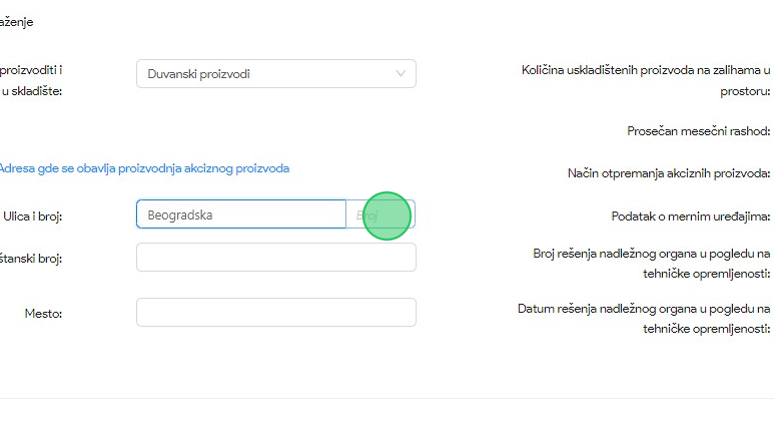 aženje
proizvoditi i
u skladište:
Duvanski proizvodi
Adresa gde se obavlja proizvodnja akciznog proizvoda
Ulica i broj:
Beogradska
Broj
štanski broj:
Mesto:
Količina uskladištenih proizvoda na zalihama u
prostoru:
Prosečan mesečni rashod:
Način otpremanja akciznih proizvoda:
Podatak o mernim uređajima:
Broj rešenja nadležnog organa u pogledu na
tehničke opremljenosti:
Datum rešenja nadležnog organa u pogledu na
tehničke opremljenosti: